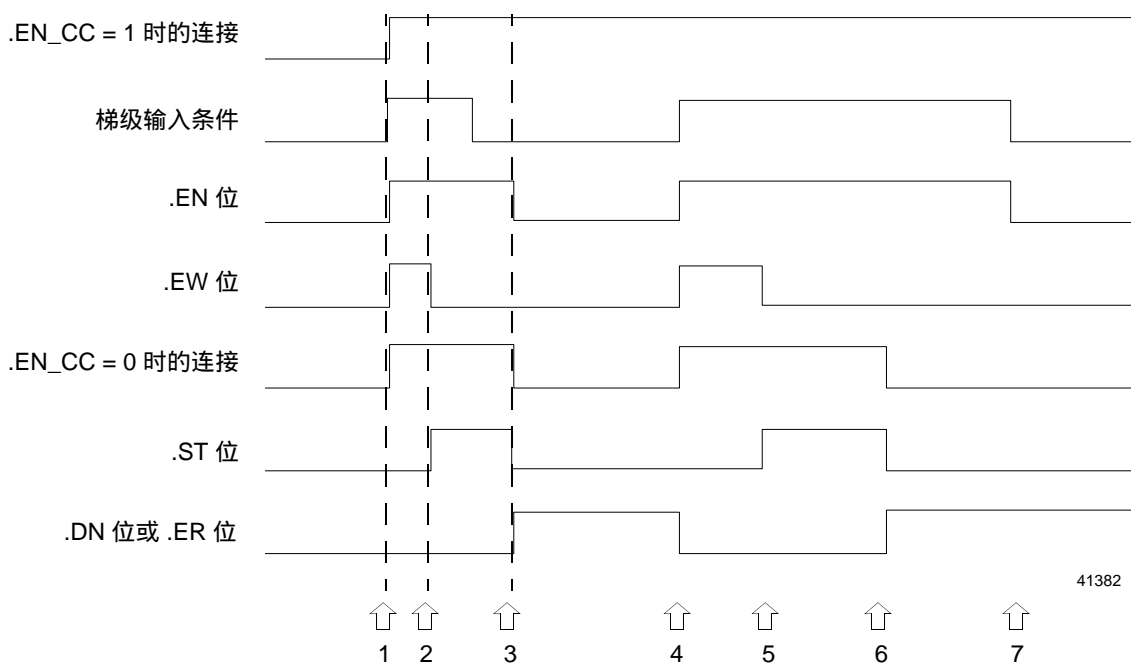 .EN_CC = 1 时的连接
梯级输入条件
.EN 位
.EW 位
.EN_CC = 0 时的连接
.ST 位
.DN 位或 .ER 位
41382
1 2 3 4 5 6 7